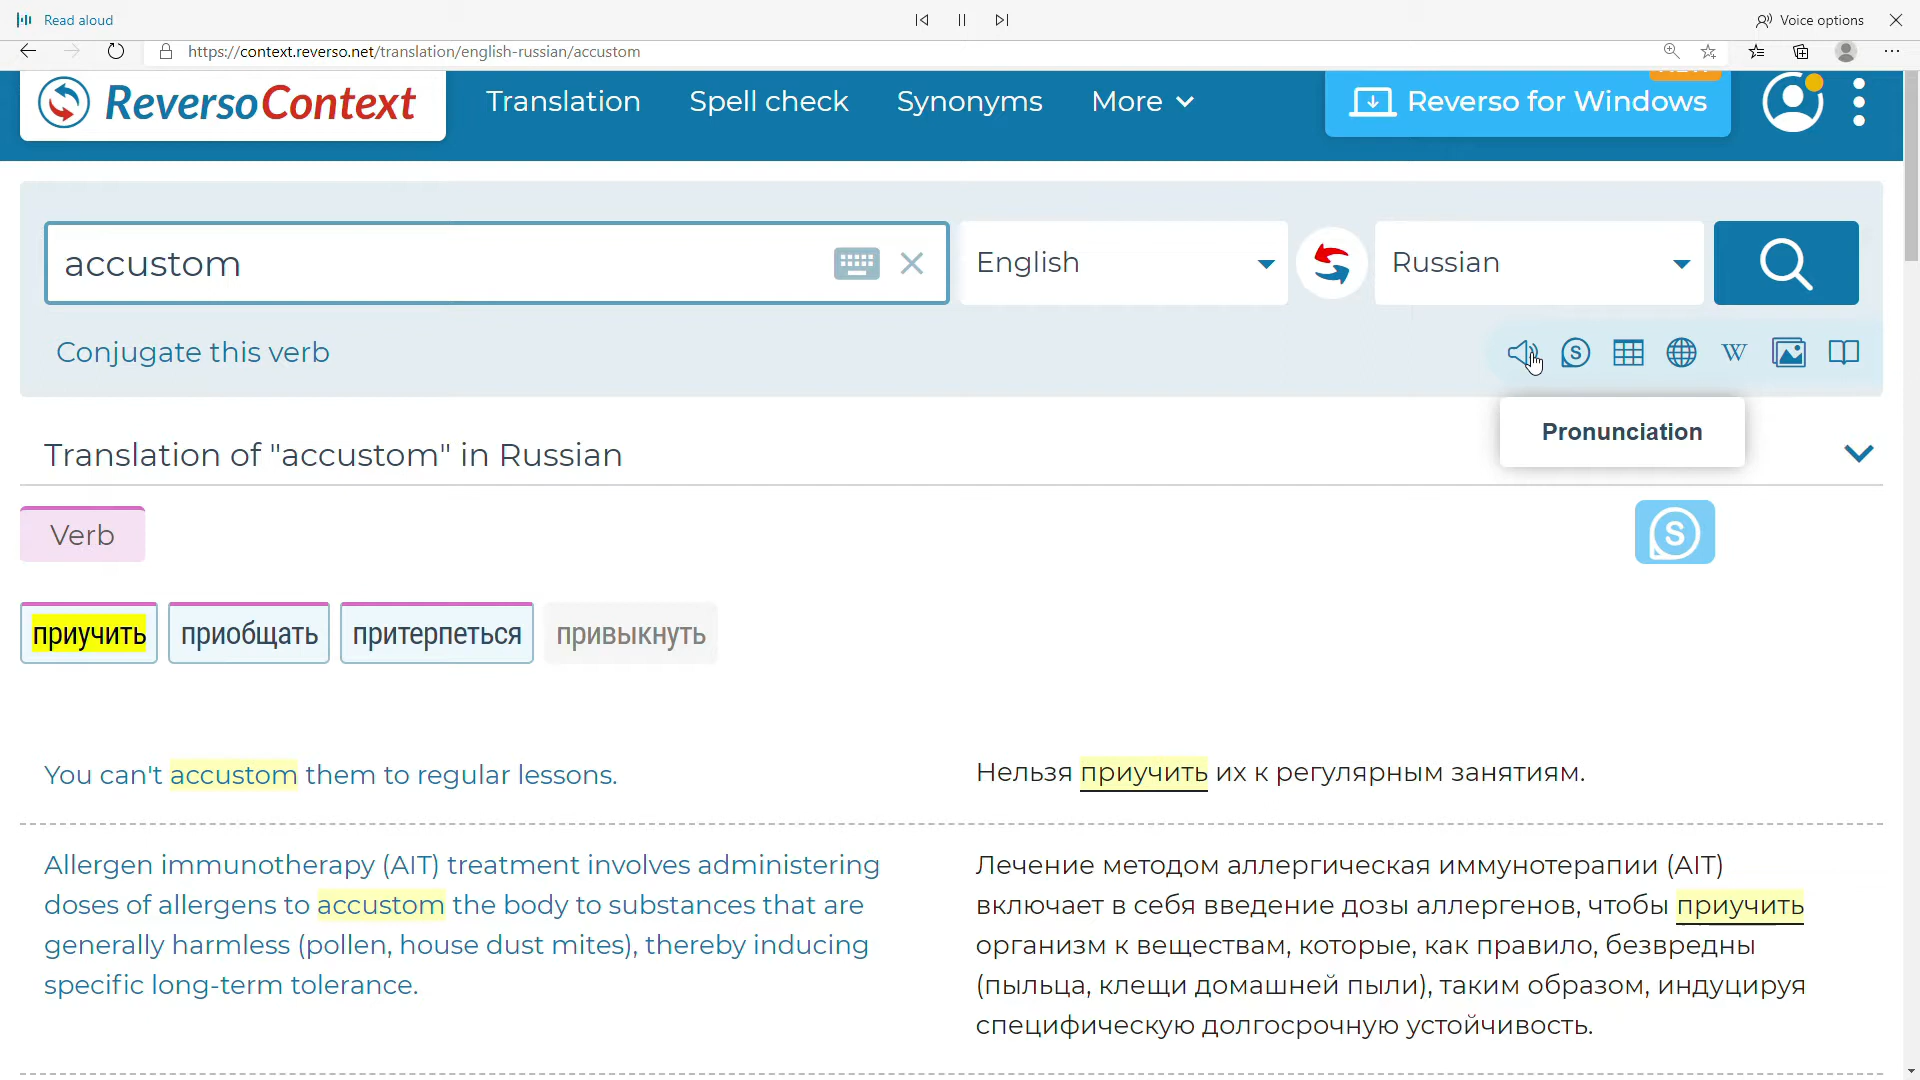 Read aloud
Voice options
https://context.reverso.net/translation/english-russian/accustom
ReversoContext
Translation
Spell check
Synonyms
More
Reverso for Windows
accustom
English
Russian
Conjugate this verb
S
W
Pronunciation
Translation of "accustom" in Russian
Verb
S
приучить
приобщать
притерпеться
привыкнуть
You can't accustom them to regular lessons.
Нельзя приучить их к регулярным занятиям.
Allergen immunotherapy (AIT) treatment involves administering
doses of allergens to accustom the body to substances that are
generally harmless (pollen, house dust mites), thereby inducing
specific long-term tolerance.
Лечение методом аллергическая иммунотерапии (AIT)
включает в себя введение дозы аллергенов, чтобы приучить
организм к веществам, которые, как правило, безвредны
(пыльца, клещи домашней пыли), таким образом, индуцируя
специфическую долгосрочную устойчивость.